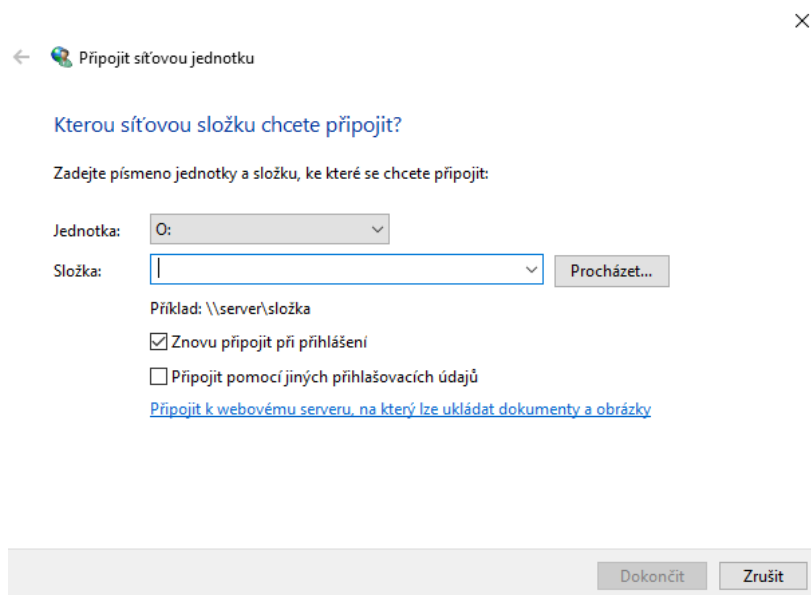 Připojit síťovou jednotku
Kterou síťovou složku chcete připojit?
Zadejte písmeno jednotky a složku, ke které se chcete připojit:
Jednotka: O:
Složka: Procházet...
Příklad: \\server\složka
Znovu připojit při přihlášení
Připojit pomocí jiných přihlašovacích údajů
Připojit k webovému serveru, na který lze ukládat dokumenty a obrázky
Dokončit Zrušit